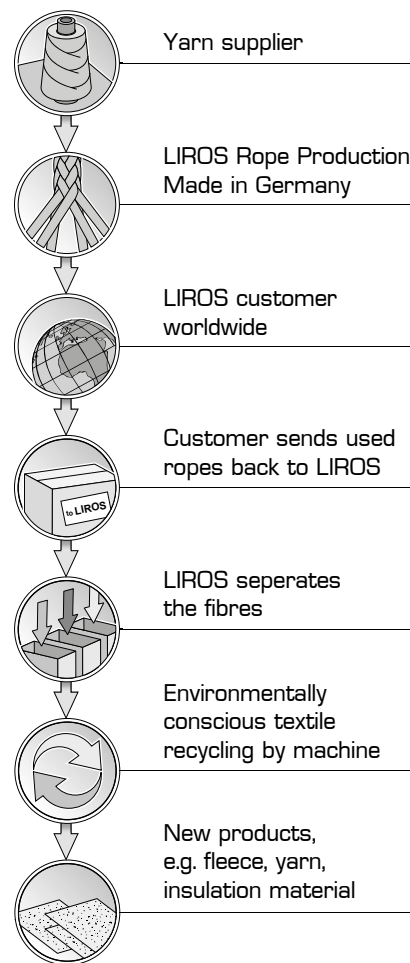 Yarn supplier
LIROS Rope Production
Made in Germany
LIROS customer
worldwide
Customer sends used
ropes back to LIROS
to LIROS
LIROS seperates
the fibres
Environmentally
conscious textile
recycling by machine
New products,
e.g. fleece, yarn,
insulation material